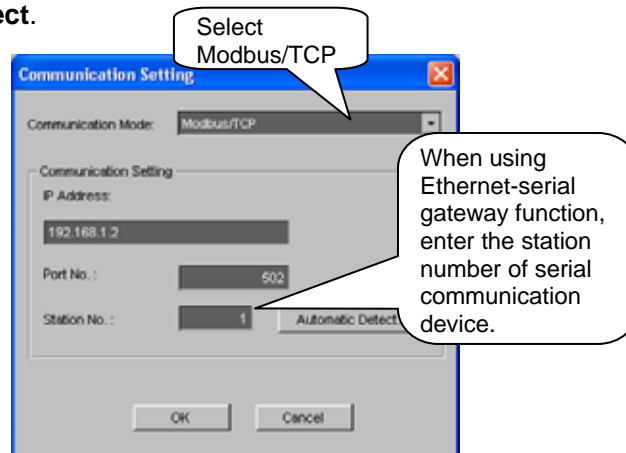 ect.
Select
Modbus/TCP
Communication Setting
Communication Mode:
Modbus/TCP
Communication Setting
IP Address:
192.168.1.2
Port No. :
502
Station No. :
1
Automatic Detect
When using
Ethernet-serial
gateway function,
enter the station
number of serial
communication
device.
OK
Cancel